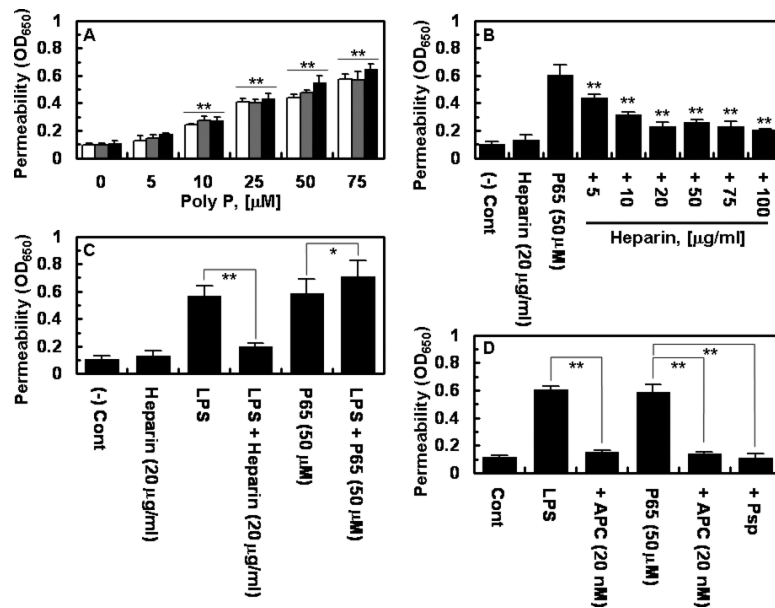 A
Permeability (OD650)
1
0.8
0.6
0.4
0.2
0
** ** ** **
0 5 10 25 50 75
Poly P, [µM]
B
Permeability (OD650)
1
0.8
0.6
0.4
0.2
0
** ** ** ** ** **
(-) Cont
Heparin (20 µg/ml)
P65 (50 µM)
+ 5
+ 10
+ 20
+ 50
+ 75
+ 100
Heparin, [µg/ml]
C
Permeability (OD650)
1
0.8
0.6
0.4
0.2
0
** *
(-) Cont
Heparin (20 µg/ml)
LPS
LPS + Heparin (20 µg/ml)
P65 (50 µM)
LPS + P65 (50 µM)
D
Permeability (OD650)
1
0.8
0.6
0.4
0.2
0
**
** **
Cont
LPS
+ APC (20 nM)
P65 (50µM)
+ APC (20 nM)
+ Psp